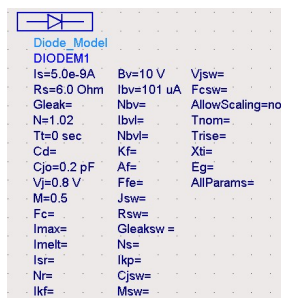 Diode_Model
DIODEM1
Is=5.0e-9A Bv=10 V Vjsw=
Rs=6.0 Ohm Ibv=101 uA Fcsw=
Gleak= Nbv= AllowScaling=no
N=1.02 Ibvl= Tnom=
Tt=0 sec Nbvl= Trise=
Cd= Kf= Xti=
Cjo=0.2 pF Af= Eg=
Vj=0.8 V Ffe= AllParams=
M=0.5 Jsw=
Fc= Rsw=
Imax= Gleaksw =
Imelt= Ns=
Isr= Ikp=
Nr= Cjsw=
Ikf= Msw=